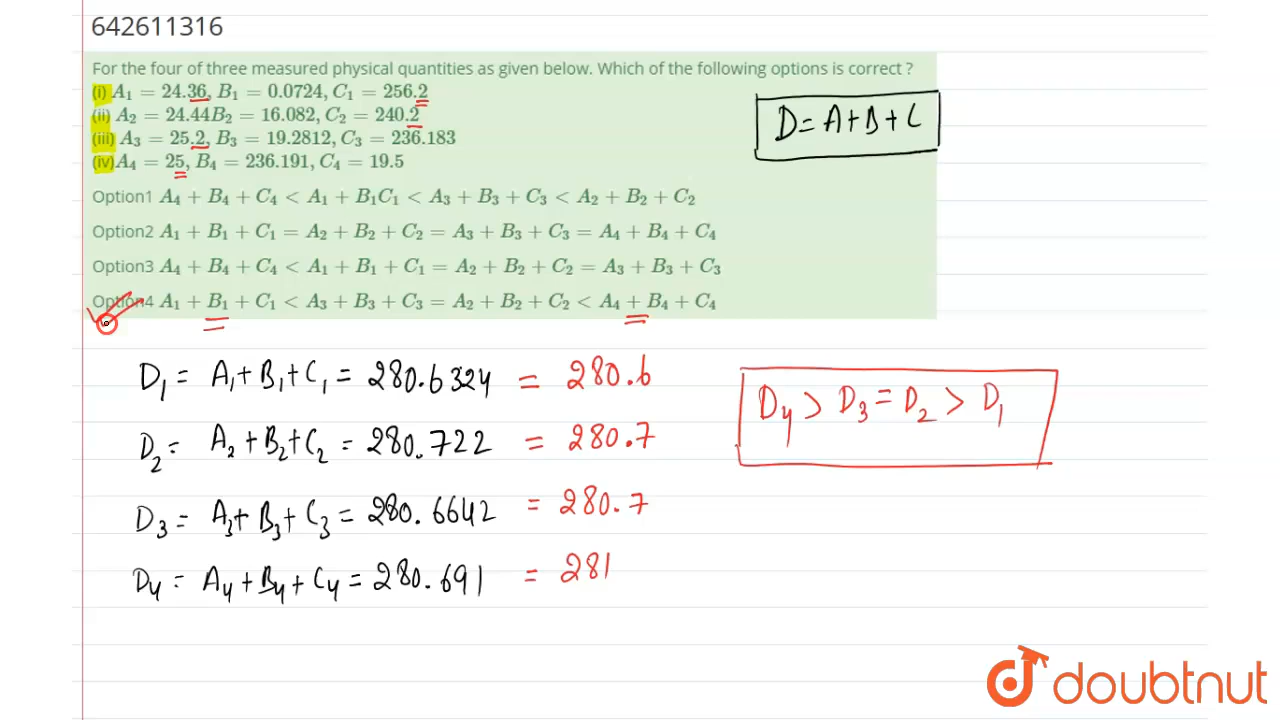 642611316
For the four of three measured physical quantities as given below. Which of the following options is correct ?
(i) A₁ = 24.36, B₁ = 0.0724, C₁ = 256.2
(ii) A₂ = 24.44B₂ = 16.082, C₂ = 240.2
(iii) A₃ = 25.2, B₃ = 19.2812, C₃ = 236.183
(iv)A₄ = 25, B₄ = 236.191, C₄ = 19.5
D = A + B + C
Option1 A₄ + B₄ + C₄ < A₁ + B₁C₁ < A₃ + B₃ + C₃ < A₂ + B₂ + C₂
Option2 A₁ + B₁ + C₁ = A₂ + B₂ + C₂ = A₃ + B₃ + C₃ = A₄ + B₄ + C₄
Option3 A₄ + B₄ + C₄ < A₁ + B₁ + C₁ = A₂ + B₂ + C₂ = A₃ + B₃ + C₃
Option4 A₁ + B₁ + C₁ < A₃ + B₃ + C₃ = A₂ + B₂ + C₂ < A₄ + B₄ + C₄
D₁ = A₁ + B₁ + C₁ = 280.6324 = 280.6
D₂ = A₂ + B₂ + C₂ = 280.722 = 280.7
D₃ = A₃ + B₃ + C₃ = 280.6642 = 280.7
D₄ = A₄ + B₄ + C₄ = 280.691 = 281
D₄ > D₃ = D₂ > D₁
doubtnut